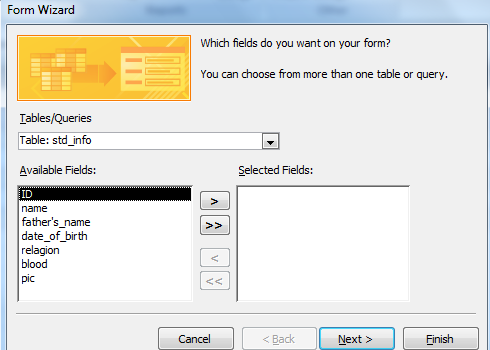 Form Wizard
Which fields do you want on your form?
You can choose from more than one table or query.
Tables/Queries
Table: std_info
Available Fields:
Selected Fields:
ID
name
father's_name
date_of_birth
relagion
blood
pic
>
>>
<
<<
Cancel
< Back
Next >
Finish